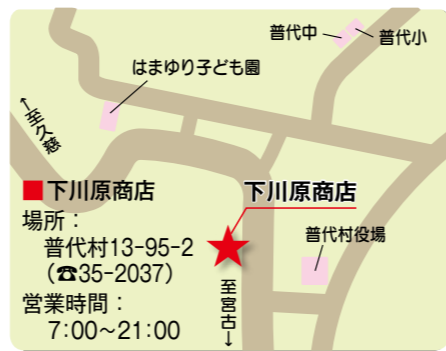 普代中
普代小
はまゆり子ども園
←至久慈
■下川原商店
場所：
普代村13-95-2
（☎35-2037）
営業時間：
7:00～21:00
下川原商店
普代村役場
至宮古→